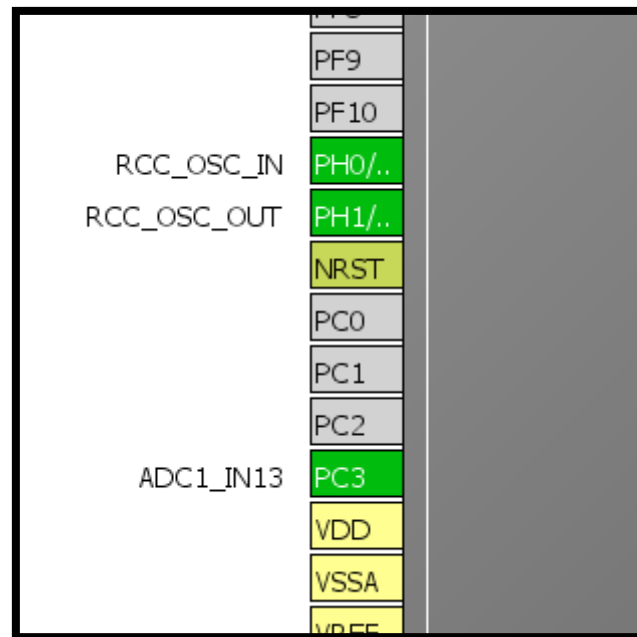 PF9
PF10
RCC_OSC_IN PH0/..
RCC_OSC_OUT PH1/..
NRST
PC0
PC1
PC2
ADC1_IN13 PC3
VDD
VSSA